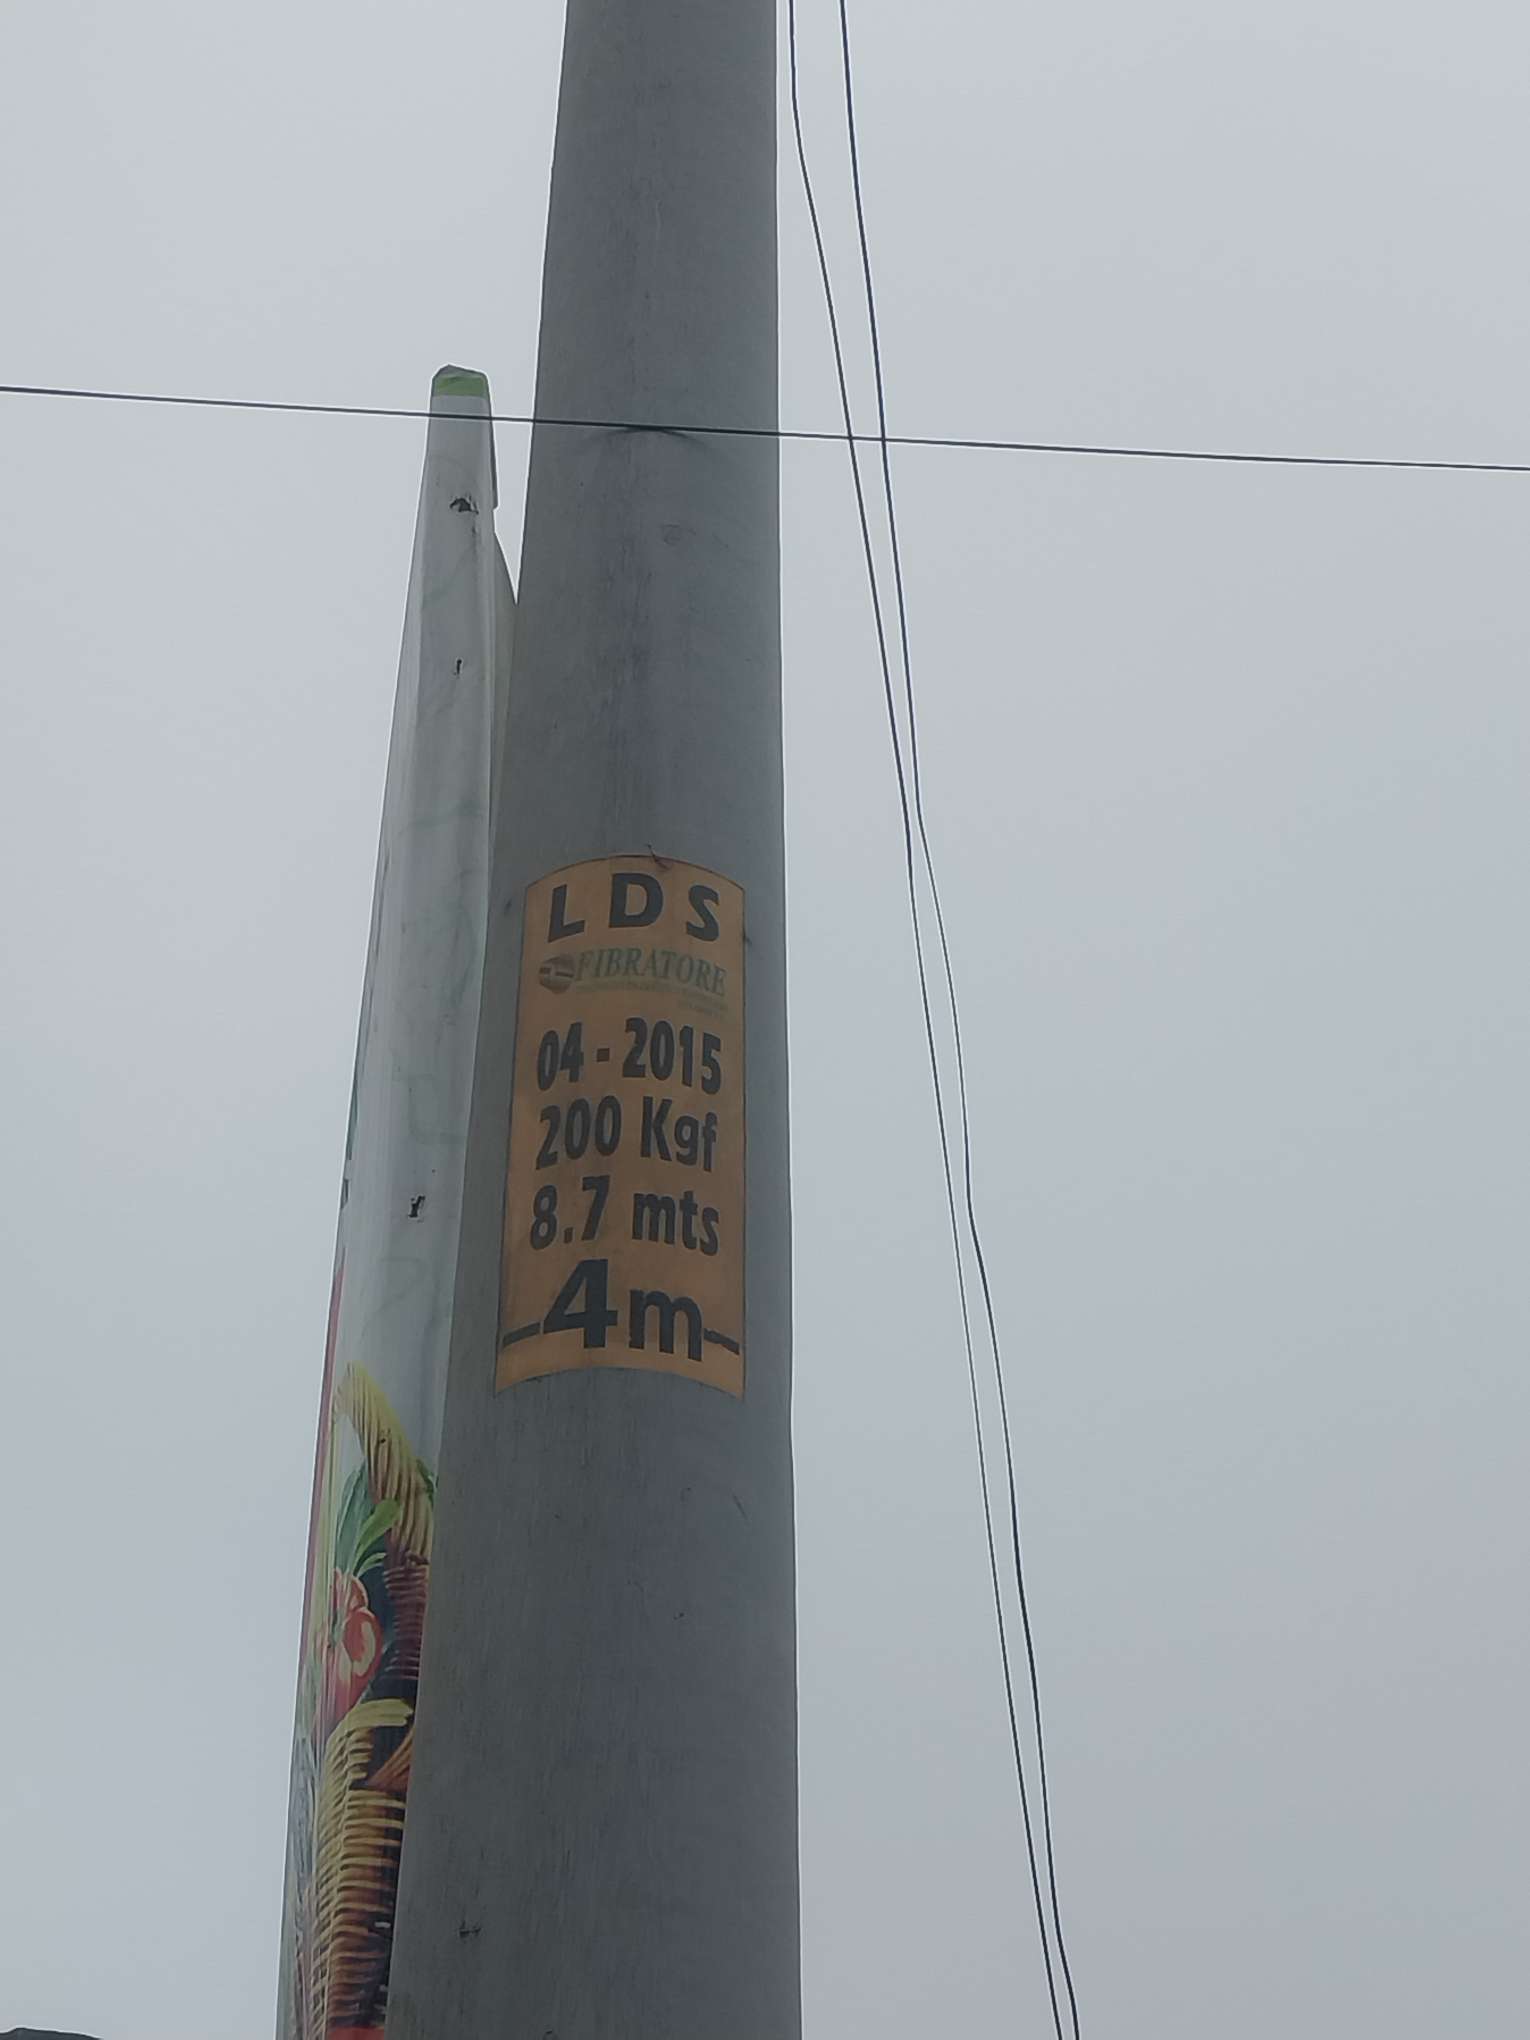 LDS
FIBRATORE
04 - 2015
200 Kgf
8.7 mts
-4m-